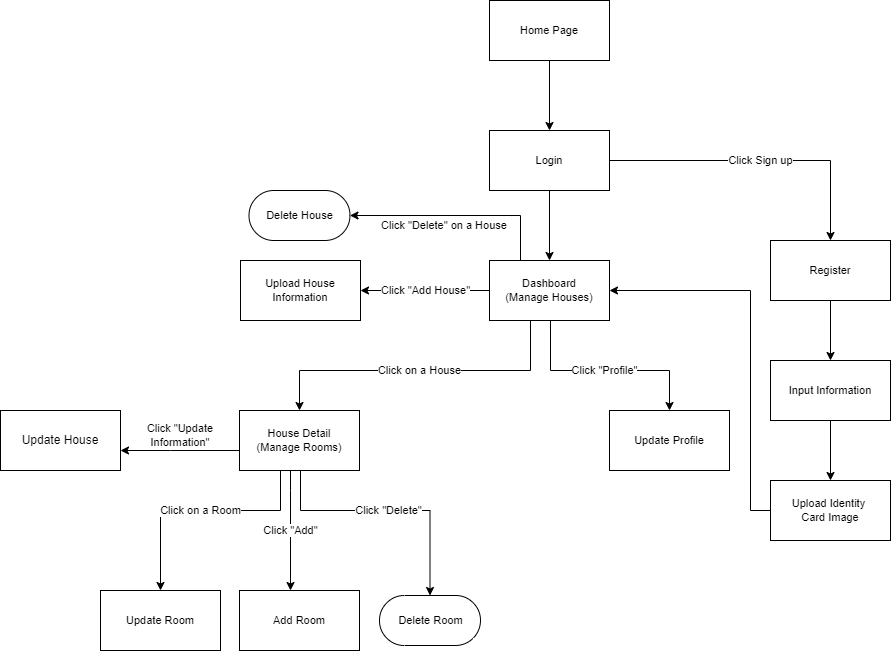 Home Page
Login
Click Sign up
Delete House
Click "Delete" on a House
Register
Upload House
Information
Click "Add House"
Dashboard
(Manage Houses)
Click on a House
Click "Profile"
Input Information
Update House
Click "Update
Information"
House Detail
(Manage Rooms)
Update Profile
Upload Identity
Card Image
Click on a Room
Click "Add"
Click "Delete"
Update Room
Add Room
Delete Room